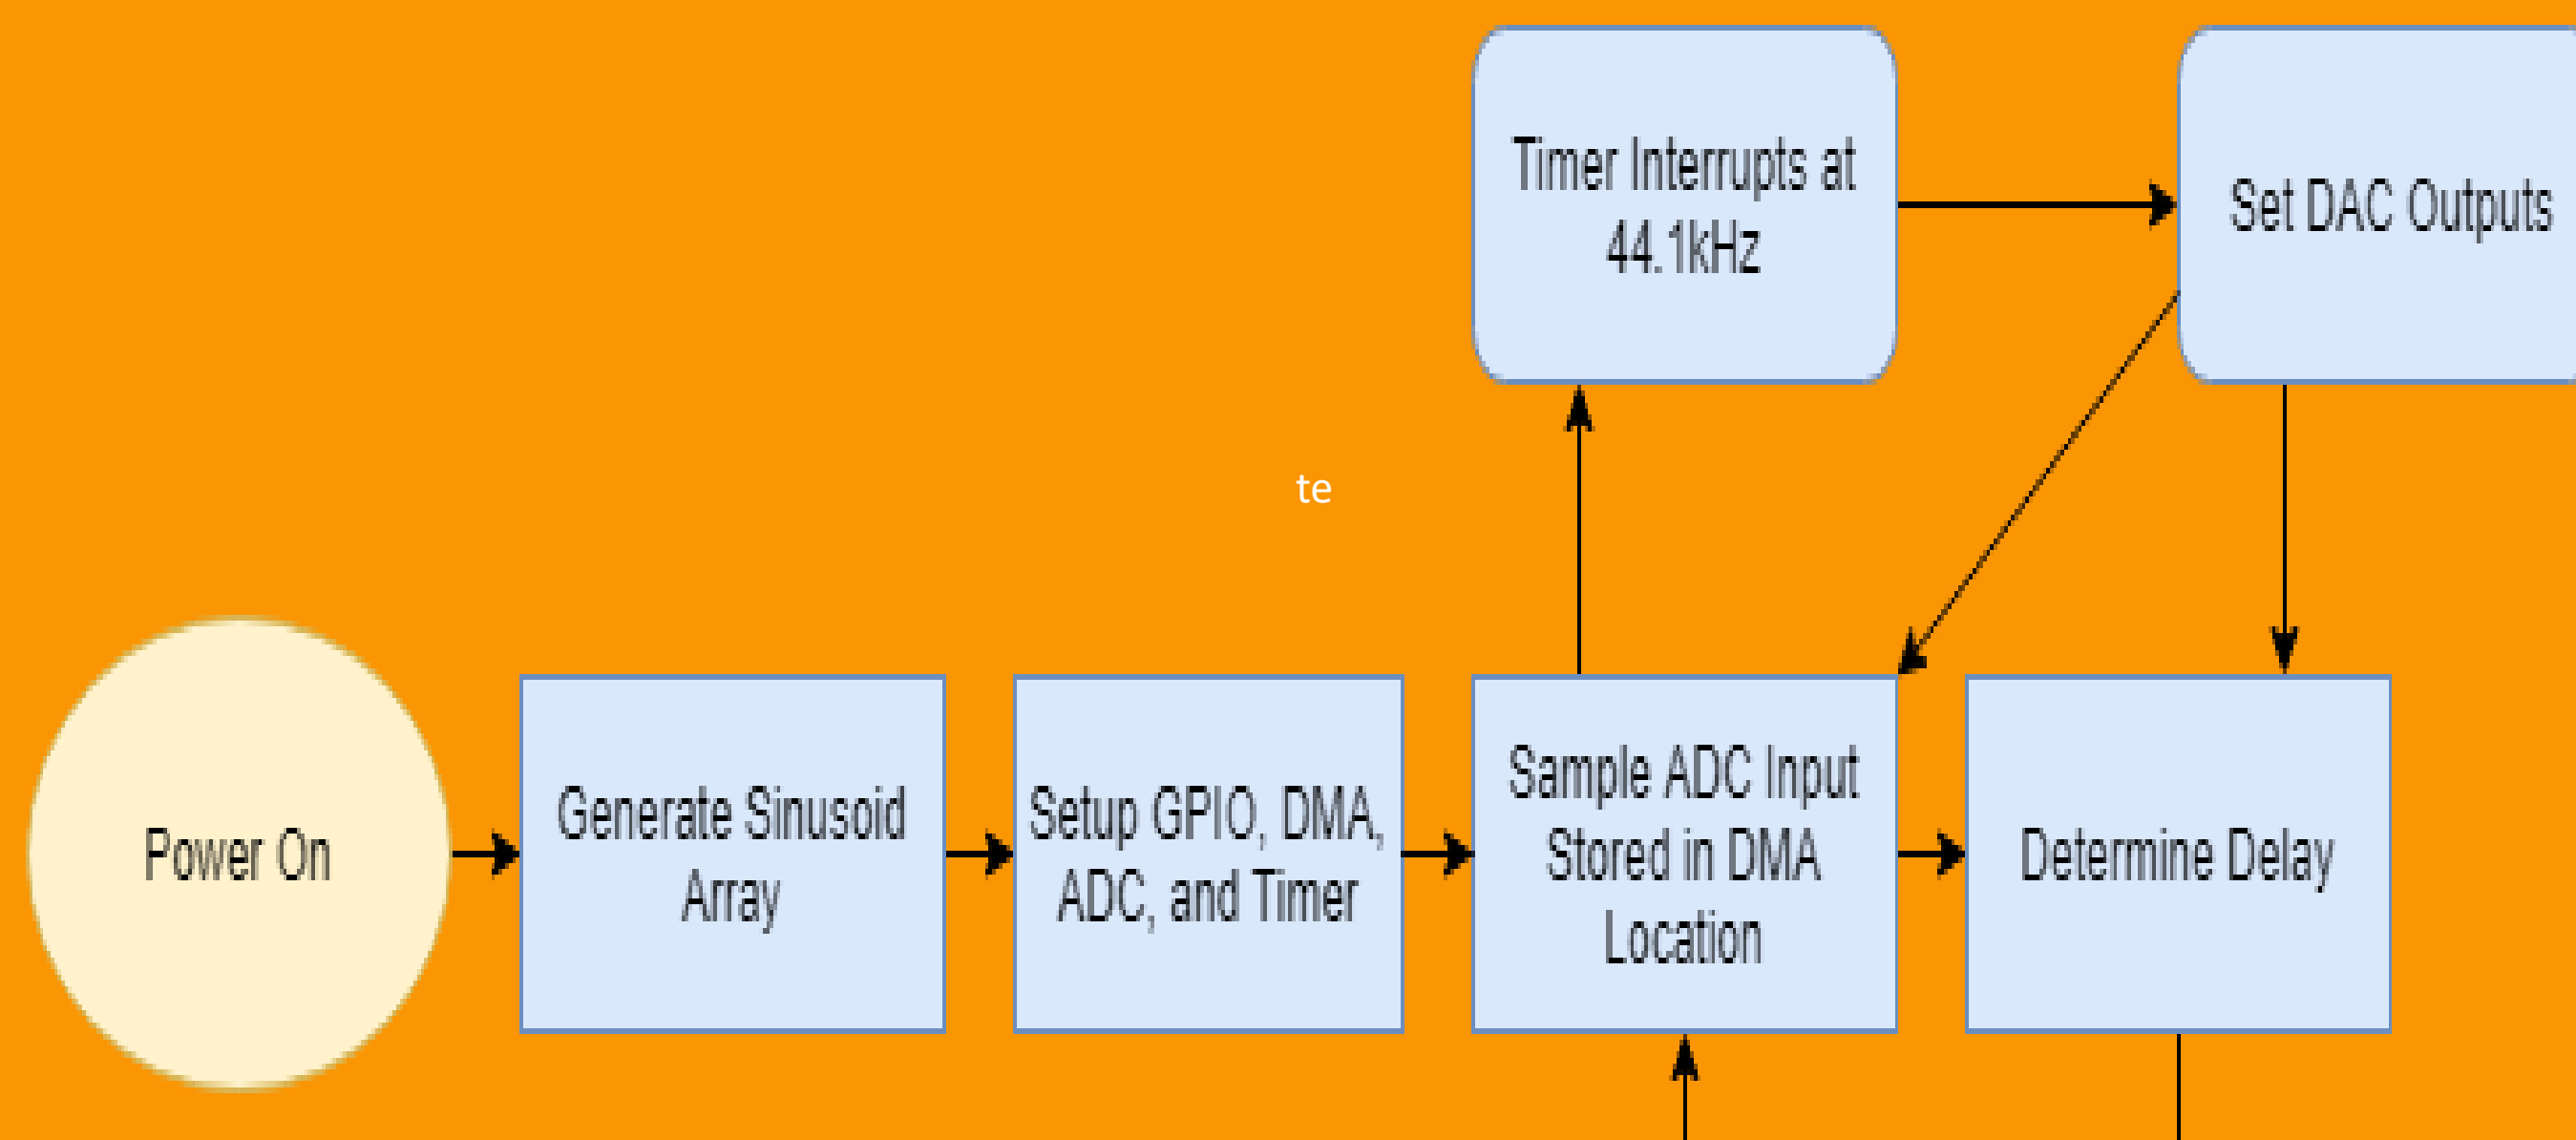 Timer Interrupts at
44.1kHz
Set DAC Outputs
te
Power On
Generate Sinusoid
Array
Setup GPIO, DMA,
ADC, and Timer
Sample ADC Input
Stored in DMA
Location
Determine Delay